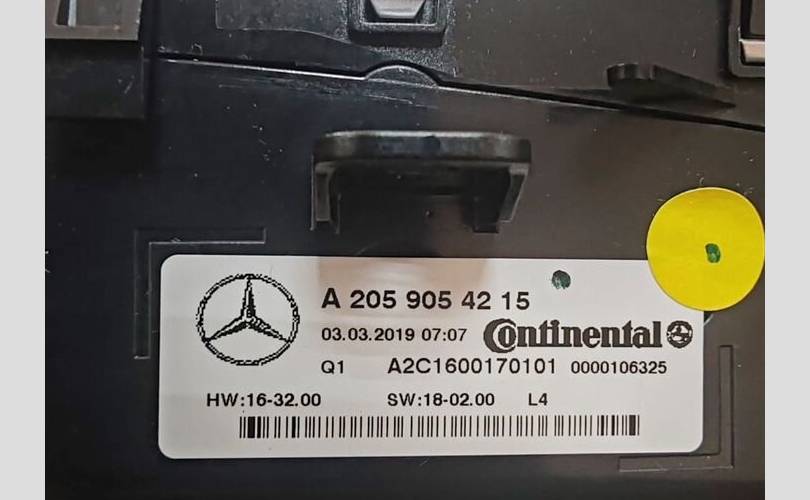 A 205 905 42 15
03.03.2019 07:07 Continental
Q1 A2C1600170101 0000106325
HW:16-32.00 SW:18-02.00 L4